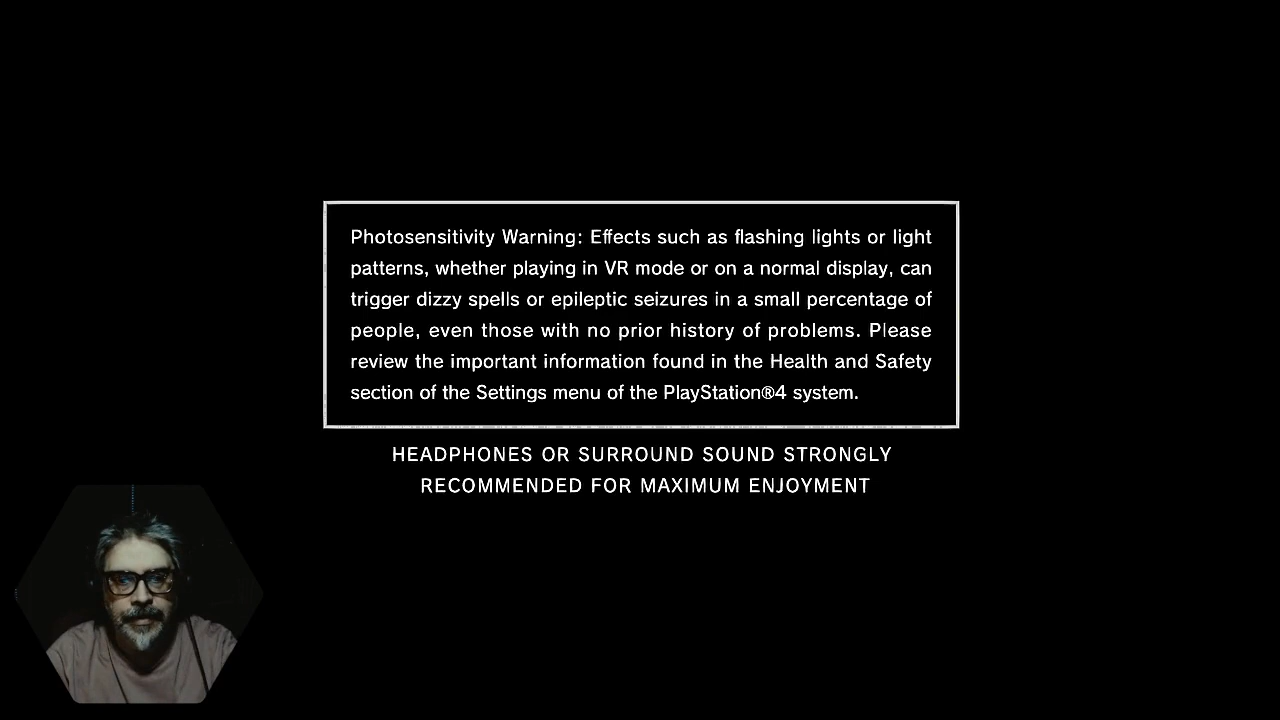 Photosensitivity Warning: Effects such as flashing lights or light
patterns, whether playing in VR mode or on a normal display, can
trigger dizzy spells or epileptic seizures in a small percentage of
people, even those with no prior history of problems. Please
review the important information found in the Health and Safety
section of the Settings menu of the PlayStation®4 system.
HEADPHONES OR SURROUND SOUND STRONGLY
RECOMMENDED FOR MAXIMUM ENJOYMENT